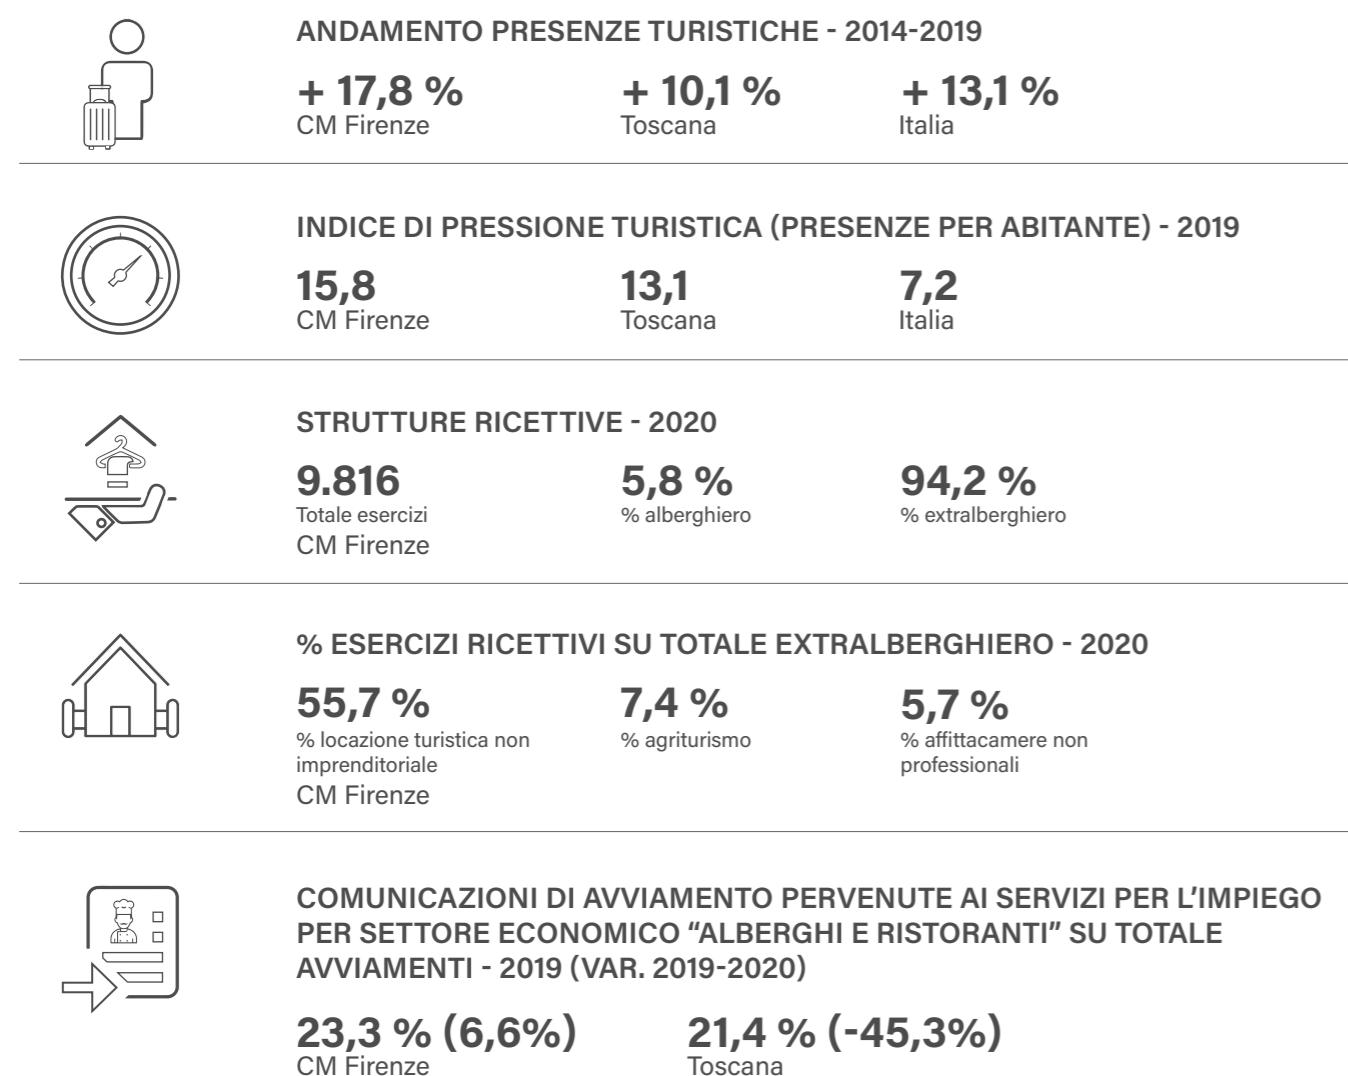 ANDAMENTO PRESENZE TURISTICHE - 2014-2019
+ 17,8 % + 10,1 % + 13,1 %
CM Firenze Toscana Italia
INDICE DI PRESSIONE TURISTICA (PRESENZE PER ABITANTE) - 2019
15,8 13,1 7,2
CM Firenze Toscana Italia
STRUTTURE RICETTIVE - 2020
9.816 5,8 % 94,2 %
Totale esercizi % alberghiero % extralberghiero
CM Firenze
% ESERCIZI RICETTIVI SU TOTALE EXTRALBERGHIERO - 2020
55,7 % 7,4 % 5,7 %
% locazione turistica non % agriturismo % affittacamere non
imprenditoriale professionali
CM Firenze
COMUNICAZIONI DI AVVIAMENTO PERVENUTE AI SERVIZI PER L’IMPIEGO
PER SETTORE ECONOMICO “ALBERGHI E RISTORANTI” SU TOTALE
AVVIAMENTI - 2019 (VAR. 2019-2020)
23,3 % (6,6%) 21,4 % (-45,3%)
CM Firenze Toscana